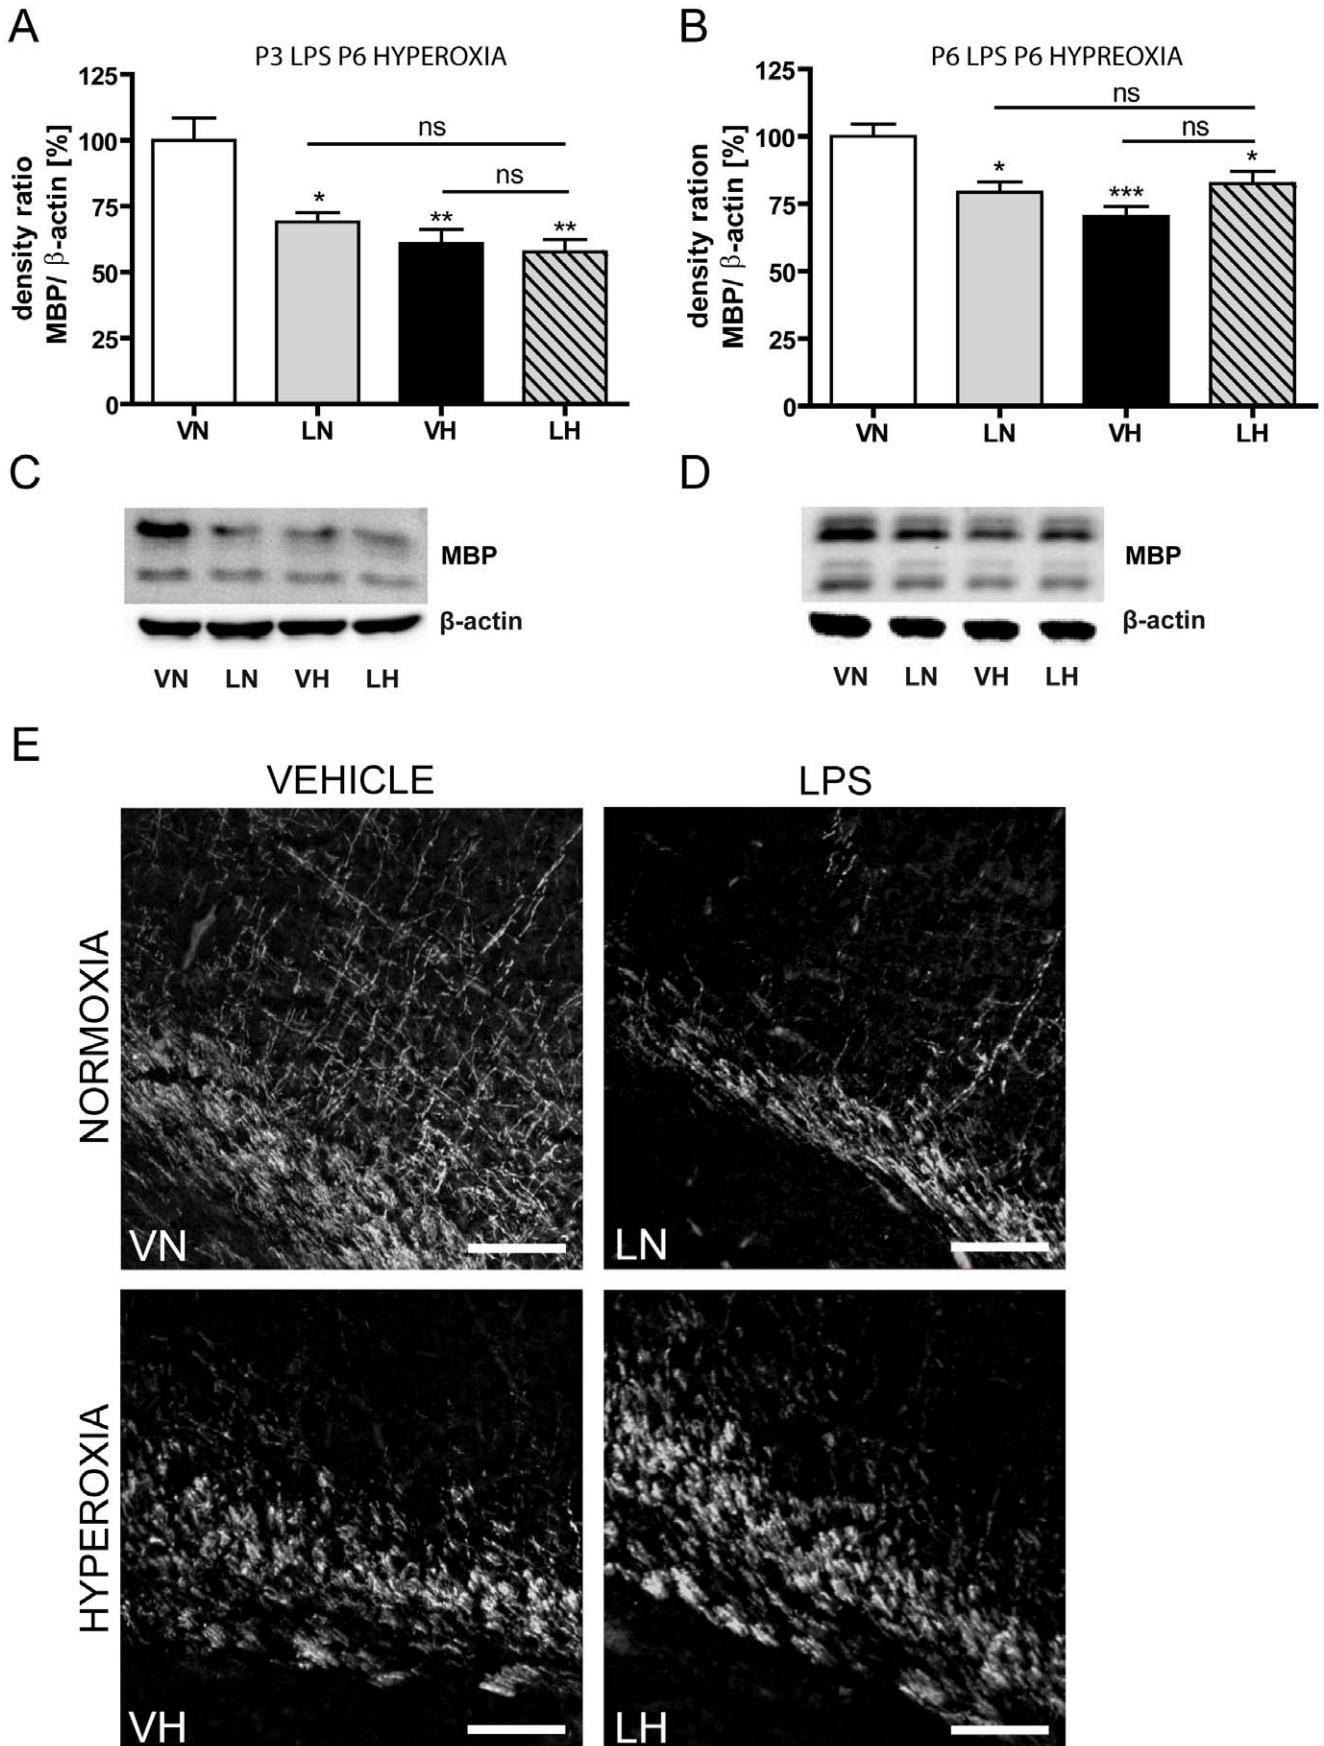 A
P3 LPS P6 HYPEROXIA
density ratio
MBP/ β-actin [%]
125
100
75
50
25
0
ns
ns
*
**
**
VN LN VH LH
B
P6 LPS P6 HYPREOXIA
density ration
MBP/ β-actin [%]
125
100
75
50
25
0
ns
ns
*
***
*
VN LN VH LH
C
MBP
β-actin
VN LN VH LH
D
MBP
β-actin
VN LN VH LH
E
VEHICLE LPS
NORMOXIA
VN LN
HYPEROXIA
VH LH